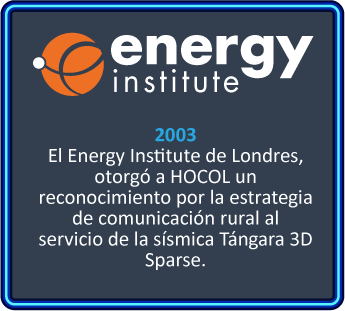 energy
institute
2003
El Energy Institute de Londres,
otorgó a HOCOL un
reconocimiento por la estrategia
de comunicación rural al
servicio de la sísmica Tángara 3D
Sparse.